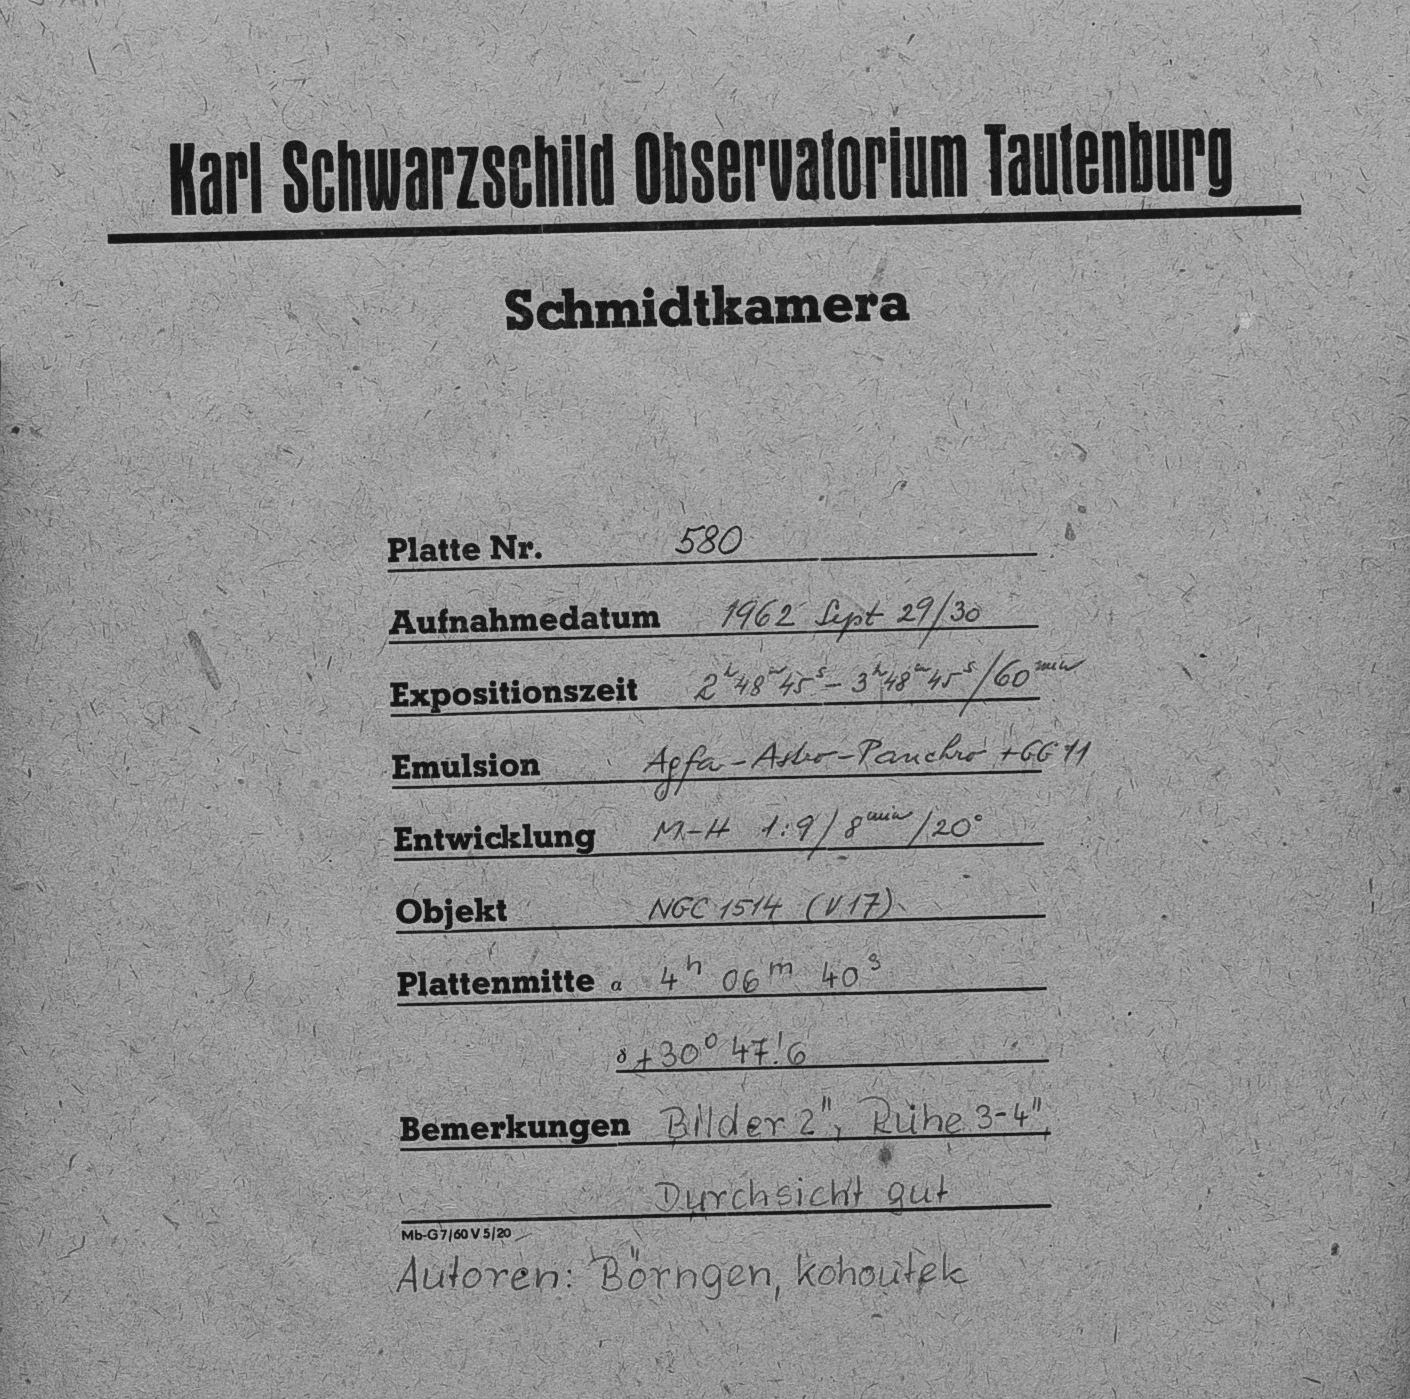 Karl Schwarzschild Observatorium Tautenburg
Schmidtkamera
Platte Nr. 580
Aufnahmedatum 1962 Sept 29/30
Expositionszeit 2ʰ48ᵐ45ˢ – 3ʰ48ᵐ45ˢ/60ᵐⁱⁿ
Emulsion Agfa-Astro-Panchro + GG 11
Entwicklung M-H 1:9/8ᵐⁱⁿ/20°
Objekt NGC 1514 (V 17)
Plattenmitte α 4ʰ 06ᵐ 40ˢ
δ +30° 47!6
Bemerkungen Bilder 2", Ruhe 3-4",
Durchsicht gut
Mb-G 7/60 V 5/20
Autoren: Börngen, Kohoutek